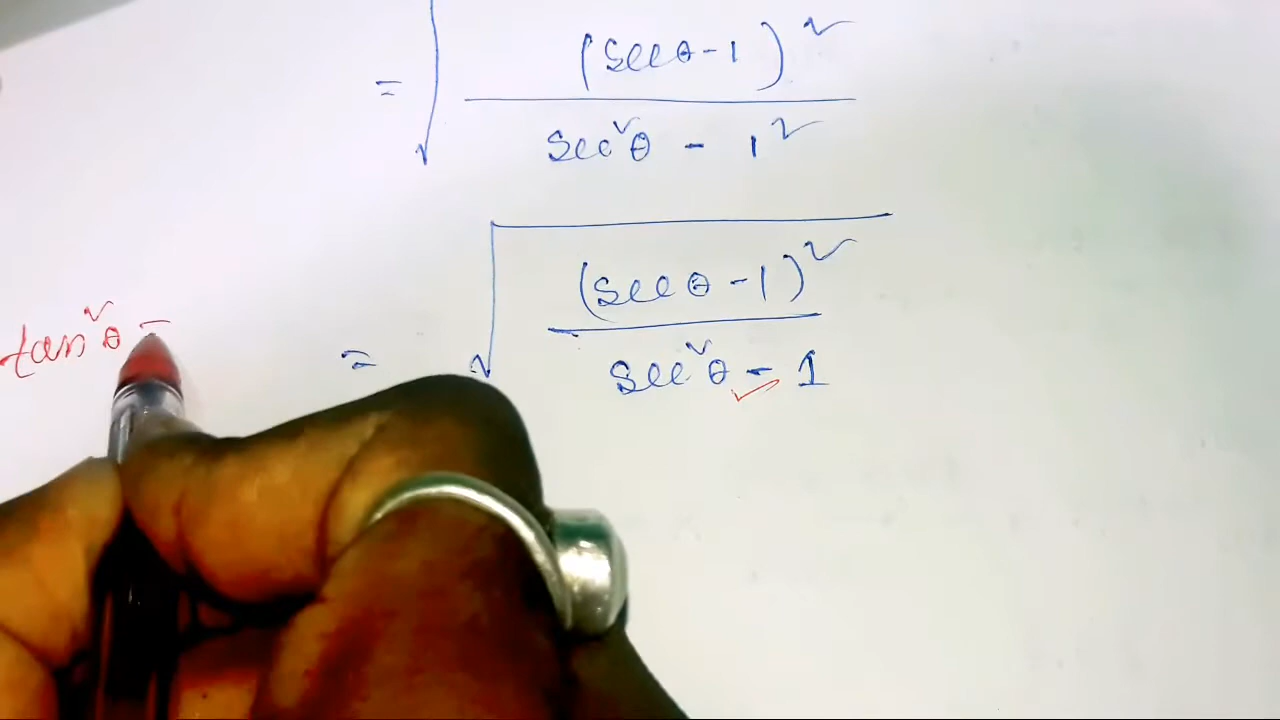 = √ (secθ-1)²
sec²θ - 1²
= √ (secθ-1)²
sec²θ - 1
tan²θ =